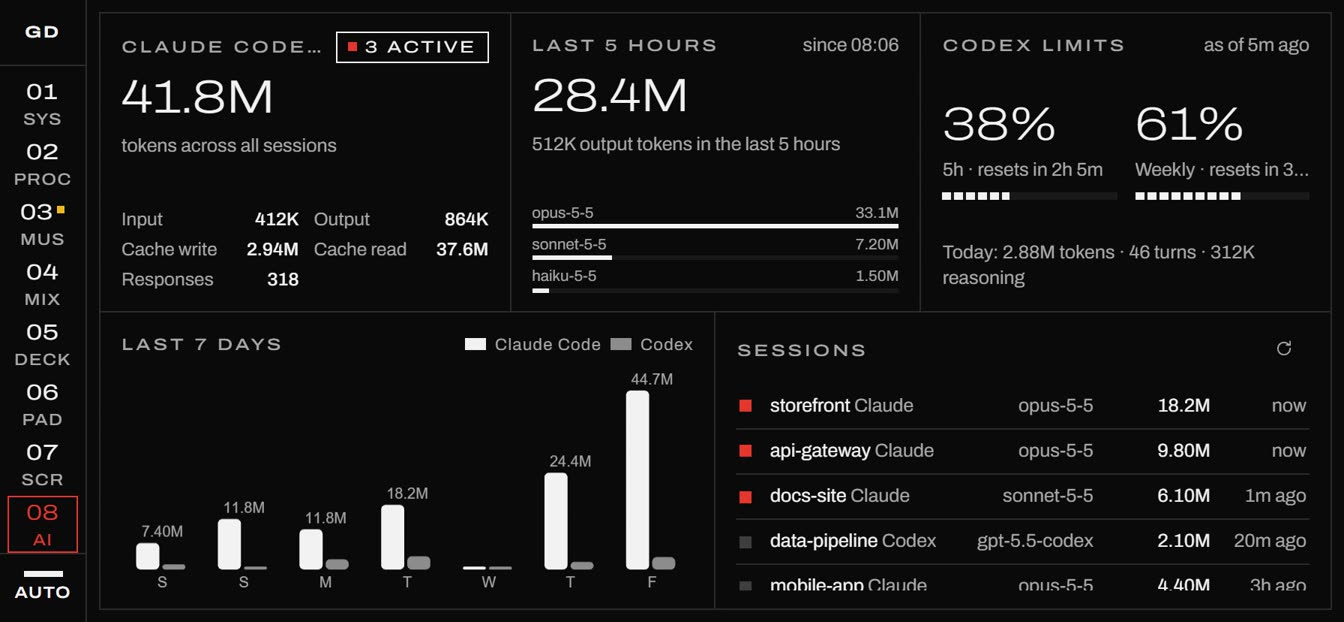 GD
01
SYS
02
PROC
03
MUS
04
MIX
05
DECK
06
PAD
07
SCR
08
AI
AUTO
CLAUDE CODE… 3 ACTIVE
41.8M
tokens across all sessions
Input 412K Output 864K
Cache write 2.94M Cache read 37.6M
Responses 318
LAST 5 HOURS since 08:06
28.4M
512K output tokens in the last 5 hours
opus-5-5 33.1M
sonnet-5-5 7.20M
haiku-5-5 1.50M
CODEX LIMITS as of 5m ago
38% 61%
5h · resets in 2h 5m Weekly · resets in 3…
Today: 2.88M tokens · 46 turns · 312K
reasoning
LAST 7 DAYS Claude Code Codex
7.40M 11.8M 11.8M 18.2M 24.4M 44.7M
S S M T W T F
SESSIONS
storefront Claude opus-5-5 18.2M now
api-gateway Claude opus-5-5 9.80M now
docs-site Claude sonnet-5-5 6.10M 1m ago
data-pipeline Codex gpt-5.5-codex 2.10M 20m ago
mobile-app Claude opus-5-5 4.40M 3h ago